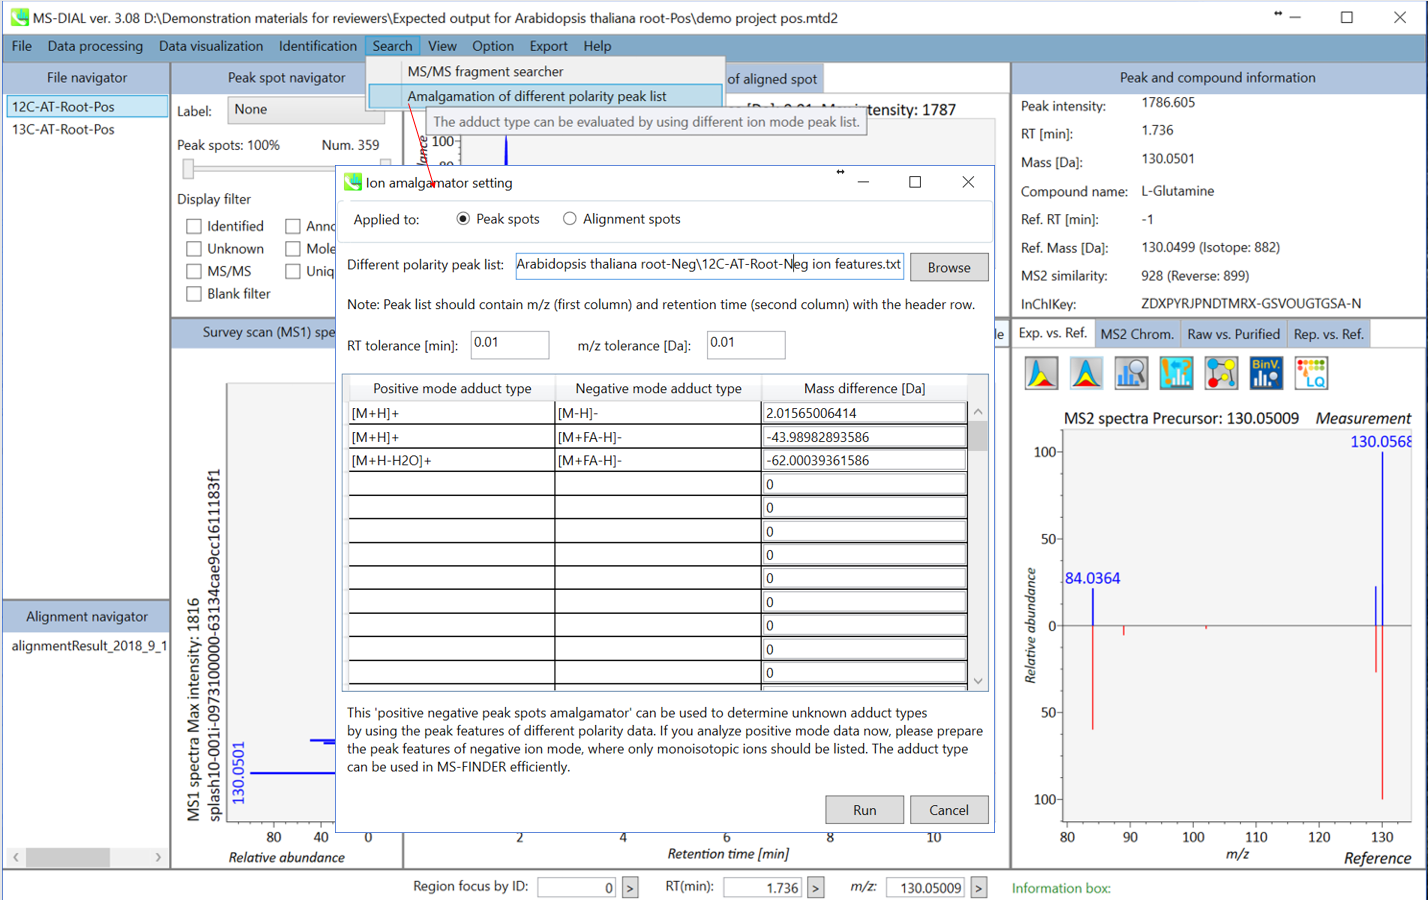 MS-DIAL ver. 3.08 D:\Demonstration materials for reviewers\Expected output for Arabidopsis thaliana root-Pos\demo project pos.mtd2
File Data processing Data visualization Identification Search View Option Export Help
MS/MS fragment searcher
Amalgamation of different polarity peak list
The adduct type can be evaluated by using different ion mode peak list.
File navigator
12C-AT-Root-Pos
13C-AT-Root-Pos
Alignment navigator
alignmentResult_2018_9_1
Peak spot navigator
Label: None
Peak spots: 100% Num. 359
Display filter
Identified
Unknown Mole
MS/MS Uniq
Blank filter
of aligned spot
intensity: 1787
100
Survey scan (MS1) spe
MS1 spectra Max intensity: 1816
splash10-001i-0973100000-63134cae9cc1611183f1
130.0501
80 40 0
Relative abundance
2 4 6 8 10
Retention time [min]
Ion amalgamator setting
Applied to: Peak spots Alignment spots
Different polarity peak list: Arabidopsis thaliana root-Neg\12C-AT-Root-Neg ion features.txt Browse
Note: Peak list should contain m/z (first column) and retention time (second column) with the header row.
RT tolerance [min]: 0.01 m/z tolerance [Da]: 0.01
Positive mode adduct type Negative mode adduct type Mass difference [Da]
[M+H]+ [M-H]- 2.01565006414
[M+H]+ [M+FA-H]- -43.98982893586
[M+H-H2O]+ [M+FA-H]- -62.00039361586
0
0
0
0
0
0
0
0
0
This 'positive negative peak spots amalgamator' can be used to determine unknown adduct types
by using the peak features of different polarity data. If you analyze positive mode data now, please prepare
the peak features of negative ion mode, where only monoisotopic ions should be listed. The adduct type
can be used in MS-FINDER efficiently.
Run Cancel
Peak and compound information
Peak intensity: 1786.605
RT [min]: 1.736
Mass [Da]: 130.0501
Compound name: L-Glutamine
Ref. RT [min]: -1
Ref. Mass [Da]: 130.0499 (Isotope: 882)
MS2 similarity: 928 (Reverse: 899)
InChIKey: ZDXPYRJPNDTMRX-GSVOUGTGSA-N
Exp. vs. Ref. MS2 Chrom. Raw vs. Purified Rep. vs. Ref.
BinV.
LQ
MS2 spectra Precursor: 130.05009 Measurement
130.0568
84.0364
100
50
0
50
100
Relative abundance
80 90 100 110 120 130
m/z
Reference
Region focus by ID: 0 > RT(min): 1.736 > m/z: 130.05009 > Information box: